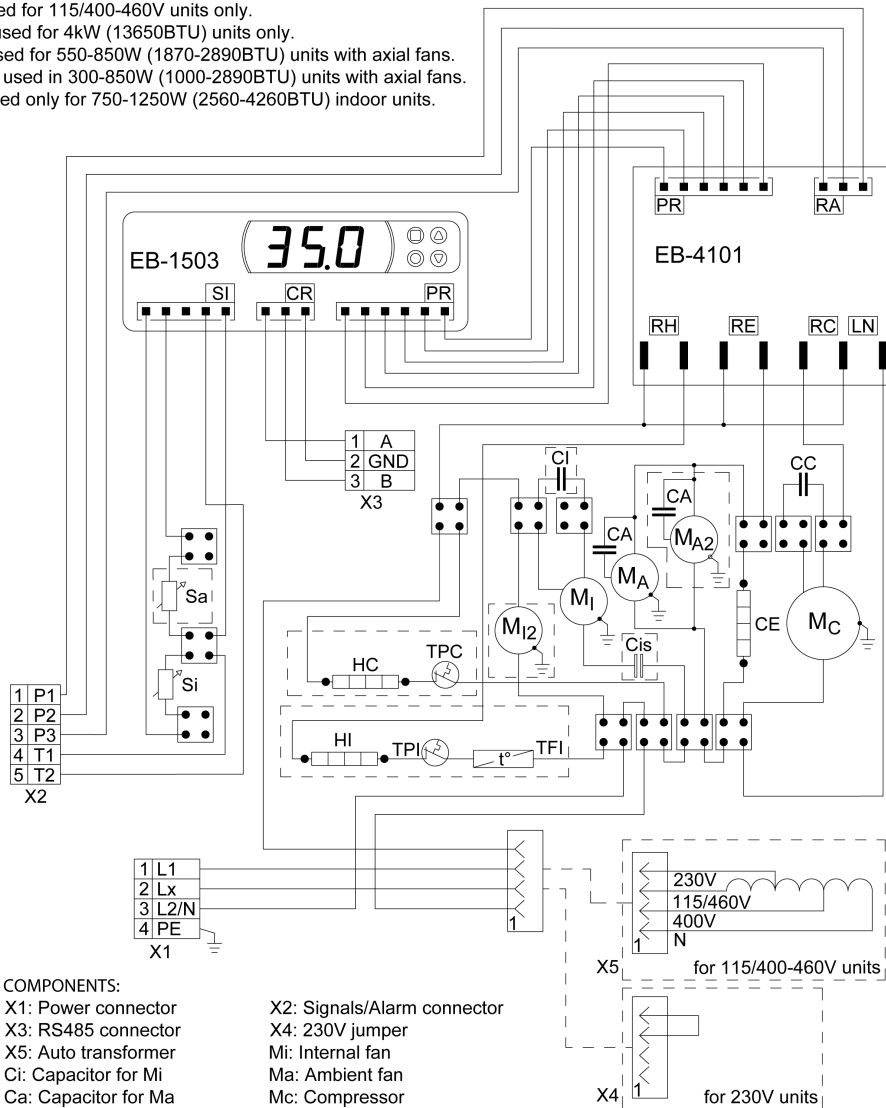 ed for 115/400-460V units only.
used for 4kW (13650BTU) units only.
sed for 550-850W (1870-2890BTU) units with axial fans.
used in 300-850W (1000-2890BTU) units with axial fans.
ed only for 750-1250W (2560-4260BTU) indoor units.
PR
RA
EB-4101
RH
RE
RC
LN
EB-1503
35.0
SI
CR
PR
1 A
2 GND
3 B
X3
CI
CC
CA
CA
MA2
MA
MI
MI2
MC
CE
Cis
Sa
Si
HC
TPC
HI
TPI
t°
TFI
1 P1
2 P2
3 P3
4 T1
5 T2
X2
1 L1
2 Lx
3 L2/N
4 PE
X1
1
230V
115/460V
400V
N
1
X5
for 115/400-460V units
1
X4
for 230V units
COMPONENTS:
X1: Power connector
X2: Signals/Alarm connector
X3: RS485 connector
X4: 230V jumper
X5: Auto transformer
Mi: Internal fan
Ci: Capacitor for Mi
Ma: Ambient fan
Ca: Capacitor for Ma
Mc: Compressor